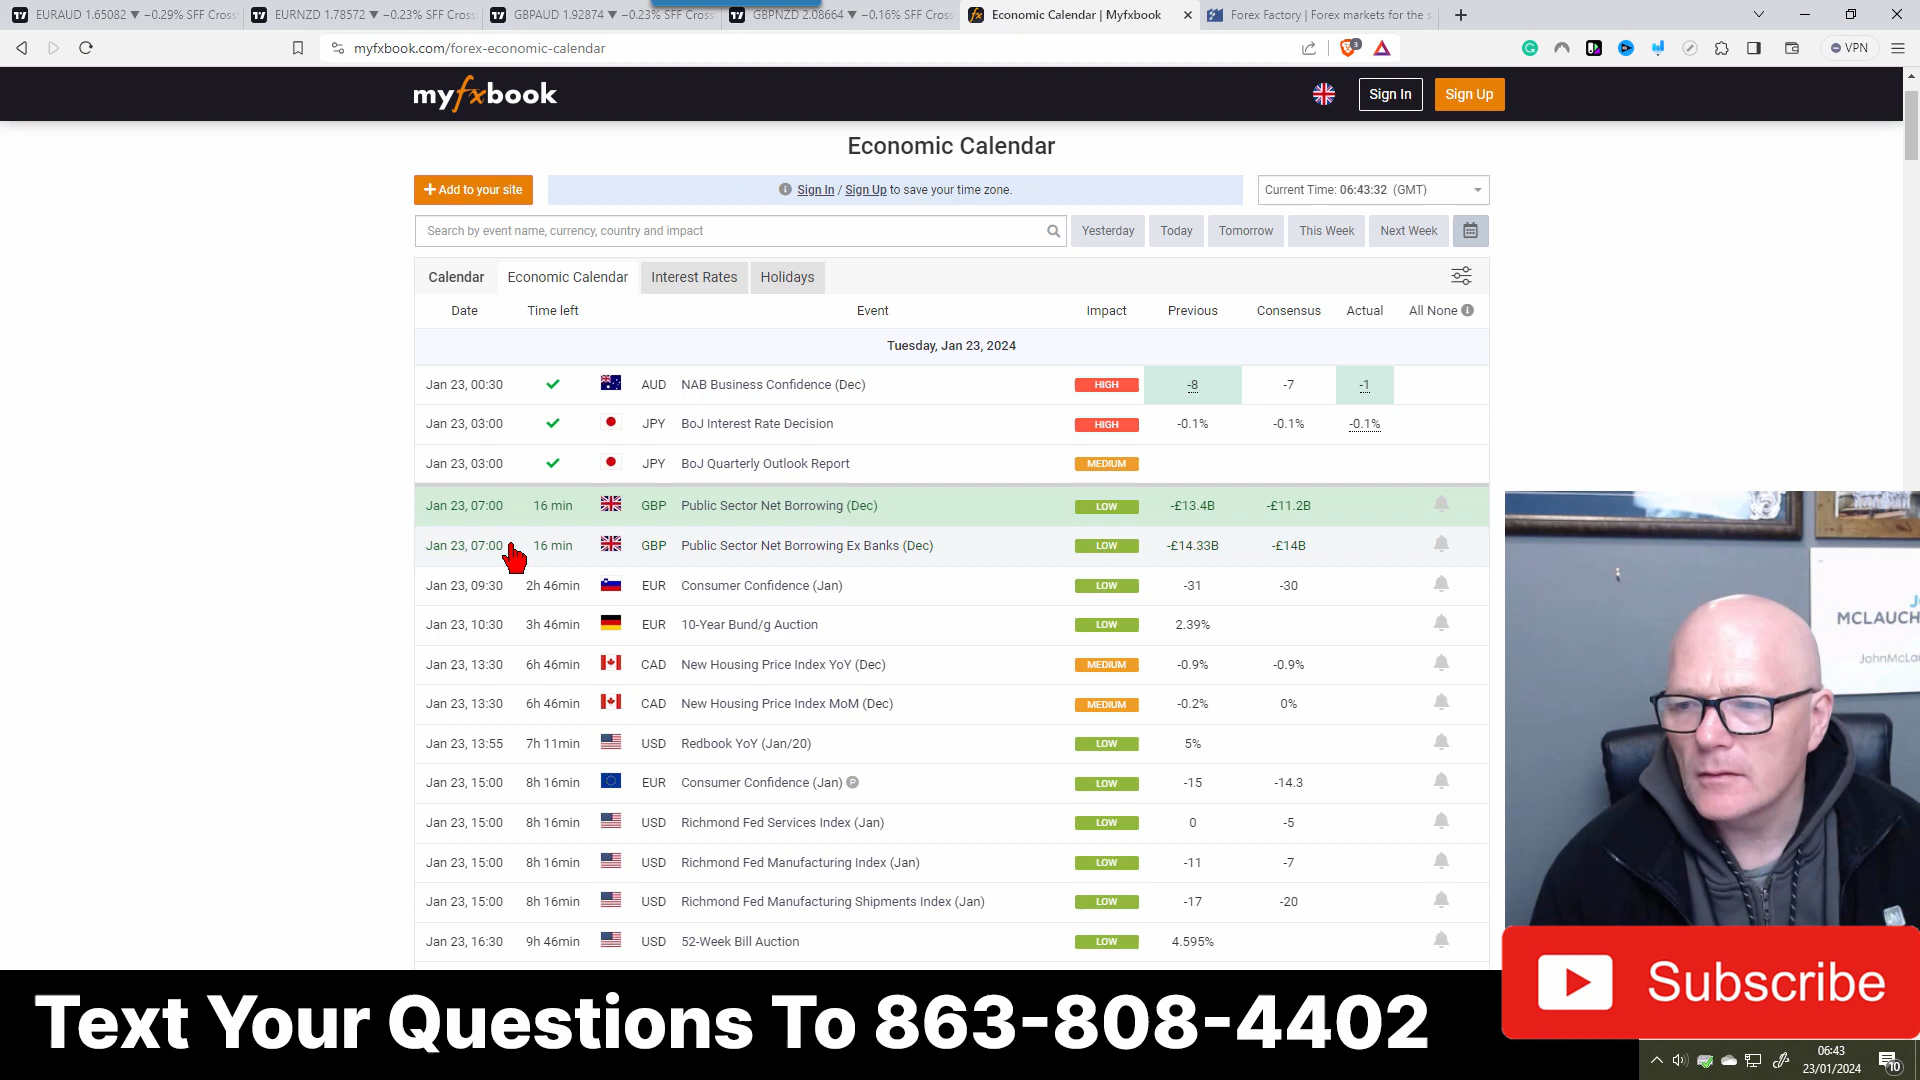 EURAUD 1.65082 ▼ −0.29% SFF Cross
EURNZD 1.78572 ▼ −0.23% SFF Cross
GBPAUD 1.92874 ▼ −0.23% SFF Cross
GBPNZD 2.08664 ▼ −0.16% SFF Cross
Economic Calendar | Myfxbook
Forex Factory | Forex markets for the s
myfxbook.com/forex-economic-calendar
3
VPN
myfxbook
Sign In
Sign Up
Economic Calendar
+ Add to your site
Sign In / Sign Up to save your time zone.
Current Time: 06:43:32 (GMT)
Search by event name, currency, country and impact
Yesterday
Today
Tomorrow
This Week
Next Week
Calendar
Economic Calendar
Interest Rates
Holidays
Date Time left Event Impact Previous Consensus Actual All None
Tuesday, Jan 23, 2024
Jan 23, 00:30 AUD NAB Business Confidence (Dec) HIGH -8 -7 -1
Jan 23, 03:00 JPY BoJ Interest Rate Decision HIGH -0.1% -0.1% -0.1%
Jan 23, 03:00 JPY BoJ Quarterly Outlook Report MEDIUM
Jan 23, 07:00 16 min GBP Public Sector Net Borrowing (Dec) LOW -£13.4B -£11.2B
Jan 23, 07:00 16 min GBP Public Sector Net Borrowing Ex Banks (Dec) LOW -£14.33B -£14B
Jan 23, 09:30 2h 46min EUR Consumer Confidence (Jan) LOW -31 -30
Jan 23, 10:30 3h 46min EUR 10-Year Bund/g Auction LOW 2.39%
Jan 23, 13:30 6h 46min CAD New Housing Price Index YoY (Dec) MEDIUM -0.9% -0.9%
Jan 23, 13:30 6h 46min CAD New Housing Price Index MoM (Dec) MEDIUM -0.2% 0%
Jan 23, 13:55 7h 11min USD Redbook YoY (Jan/20) LOW 5%
Jan 23, 15:00 8h 16min EUR Consumer Confidence (Jan) P LOW -15 -14.3
Jan 23, 15:00 8h 16min USD Richmond Fed Services Index (Jan) LOW 0 -5
Jan 23, 15:00 8h 16min USD Richmond Fed Manufacturing Index (Jan) LOW -11 -7
Jan 23, 15:00 8h 16min USD Richmond Fed Manufacturing Shipments Index (Jan) LOW -17 -20
Jan 23, 16:30 9h 46min USD 52-Week Bill Auction LOW 4.595%
MCLAUCH
JohnMcLa
Text Your Questions To 863-808-4402
Subscribe
06:43
23/01/2024
10